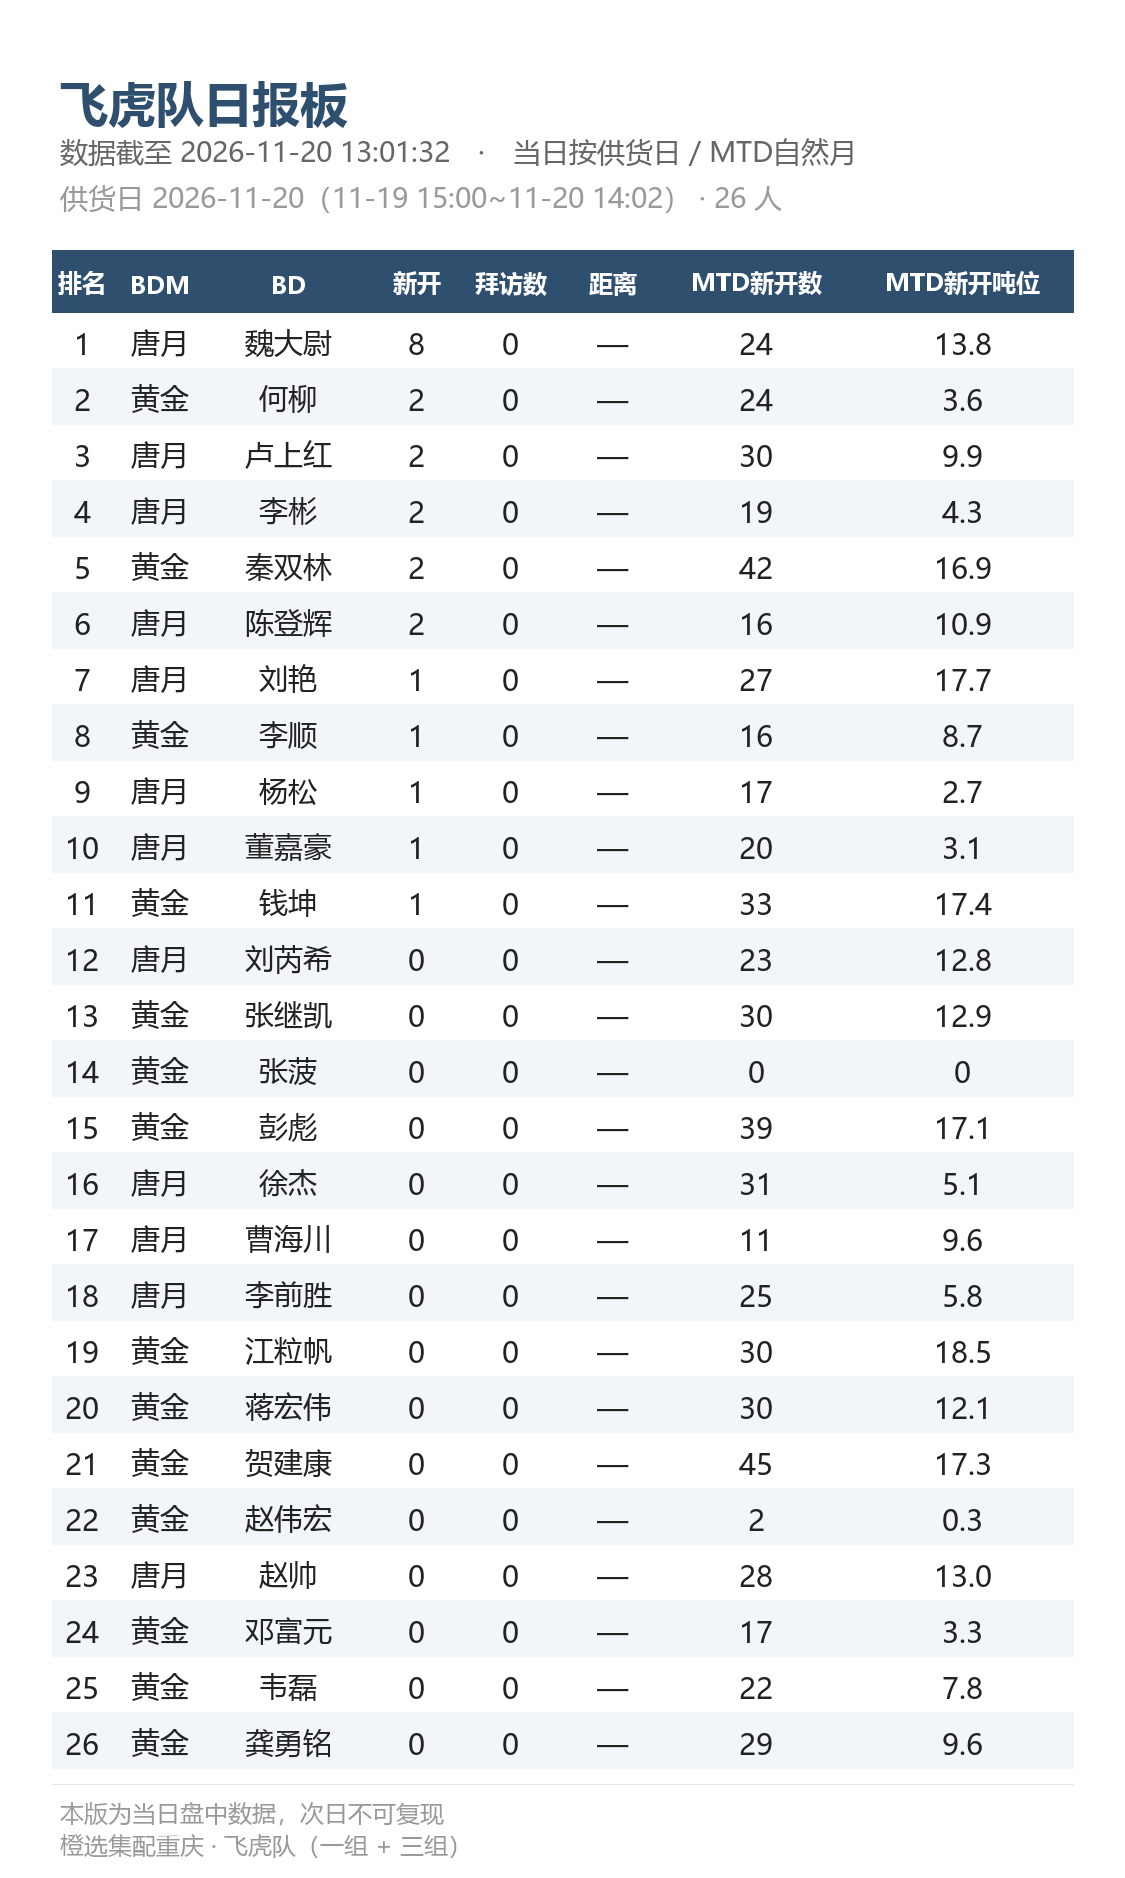 飞虎队日报板
数据截至 2026-11-20 13:01:32 · 当日按供货日 / MTD自然月
供货日 2026-11-20（11-19 15:00~11-20 14:02） · 26 人
排名 BDM BD 新开 拜访数 距离 MTD新开数 MTD新开吨位
1 唐月 魏大尉 8 0 — 24 13.8
2 黄金 何柳 2 0 — 24 3.6
3 唐月 卢上红 2 0 — 30 9.9
4 唐月 李彬 2 0 — 19 4.3
5 黄金 秦双林 2 0 — 42 16.9
6 唐月 陈登辉 2 0 — 16 10.9
7 唐月 刘艳 1 0 — 27 17.7
8 黄金 李顺 1 0 — 16 8.7
9 唐月 杨松 1 0 — 17 2.7
10 唐月 董嘉豪 1 0 — 20 3.1
11 黄金 钱坤 1 0 — 33 17.4
12 唐月 刘芮希 0 0 — 23 12.8
13 黄金 张继凯 0 0 — 30 12.9
14 黄金 张菠 0 0 — 0 0
15 黄金 彭彪 0 0 — 39 17.1
16 唐月 徐杰 0 0 — 31 5.1
17 唐月 曹海川 0 0 — 11 9.6
18 唐月 李前胜 0 0 — 25 5.8
19 黄金 江粒帆 0 0 — 30 18.5
20 黄金 蒋宏伟 0 0 — 30 12.1
21 黄金 贺建康 0 0 — 45 17.3
22 黄金 赵伟宏 0 0 — 2 0.3
23 唐月 赵帅 0 0 — 28 13.0
24 黄金 邓富元 0 0 — 17 3.3
25 黄金 韦磊 0 0 — 22 7.8
26 黄金 龚勇铭 0 0 — 29 9.6
本版为当日盘中数据，次日不可复现
橙选集配重庆 · 飞虎队（一组 + 三组）